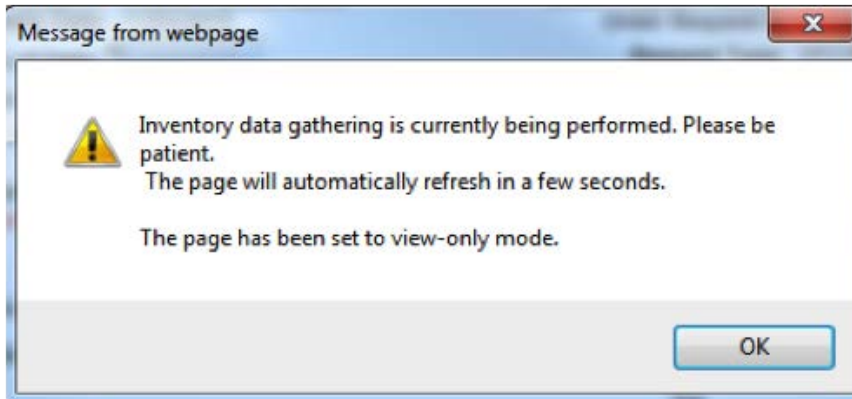 Message from webpage
Inventory data gathering is currently being performed. Please be
patient.
The page will automatically refresh in a few seconds.
The page has been set to view-only mode.
OK